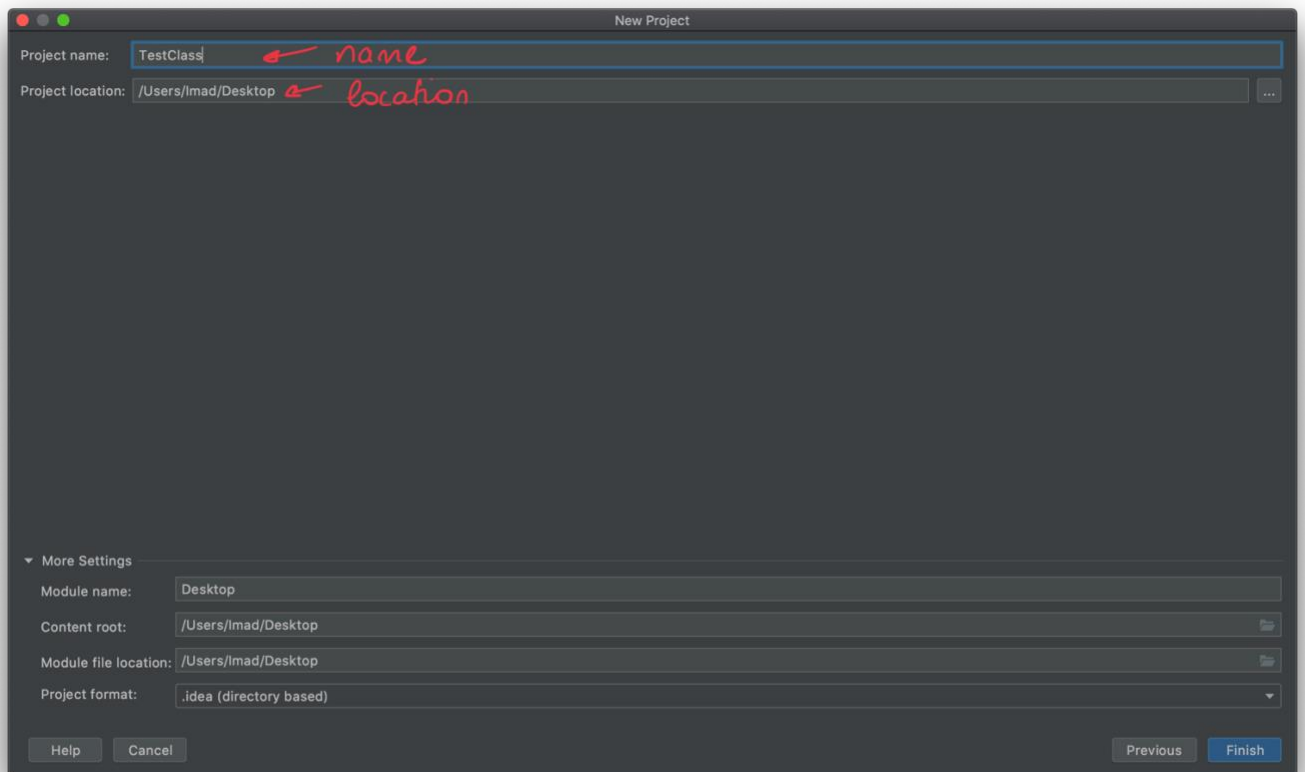 New Project
Project name: TestClass name
Project location: /Users/Imad/Desktop location ...
More Settings
Module name: Desktop
Content root: /Users/Imad/Desktop
Module file location: /Users/Imad/Desktop
Project format: .idea (directory based)
Help Cancel Previous Finish